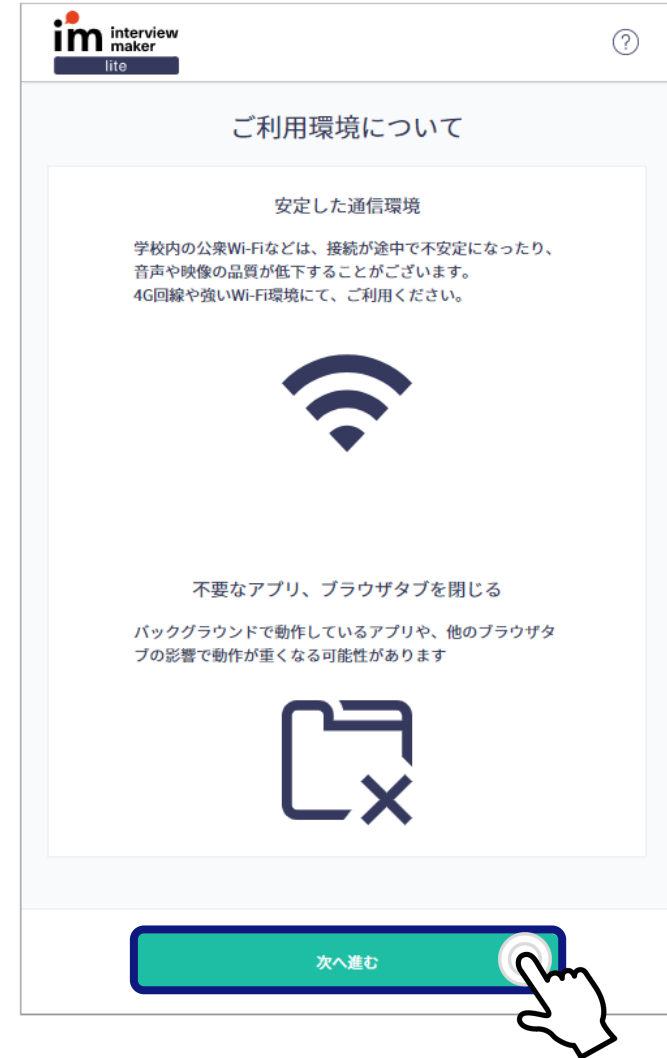 im interview
maker
lite
?
ご利用環境について
安定した通信環境
学校内の公衆Wi-Fiなどは、接続が途中で不安定になったり、
音声や映像の品質が低下することがございます。
4G回線や強いWi-Fi環境にて、ご利用ください。
不要なアプリ、ブラウザタブを閉じる
バックグラウンドで動作しているアプリや、他のブラウザタ
ブの影響で動作が重くなる可能性があります
次へ進む